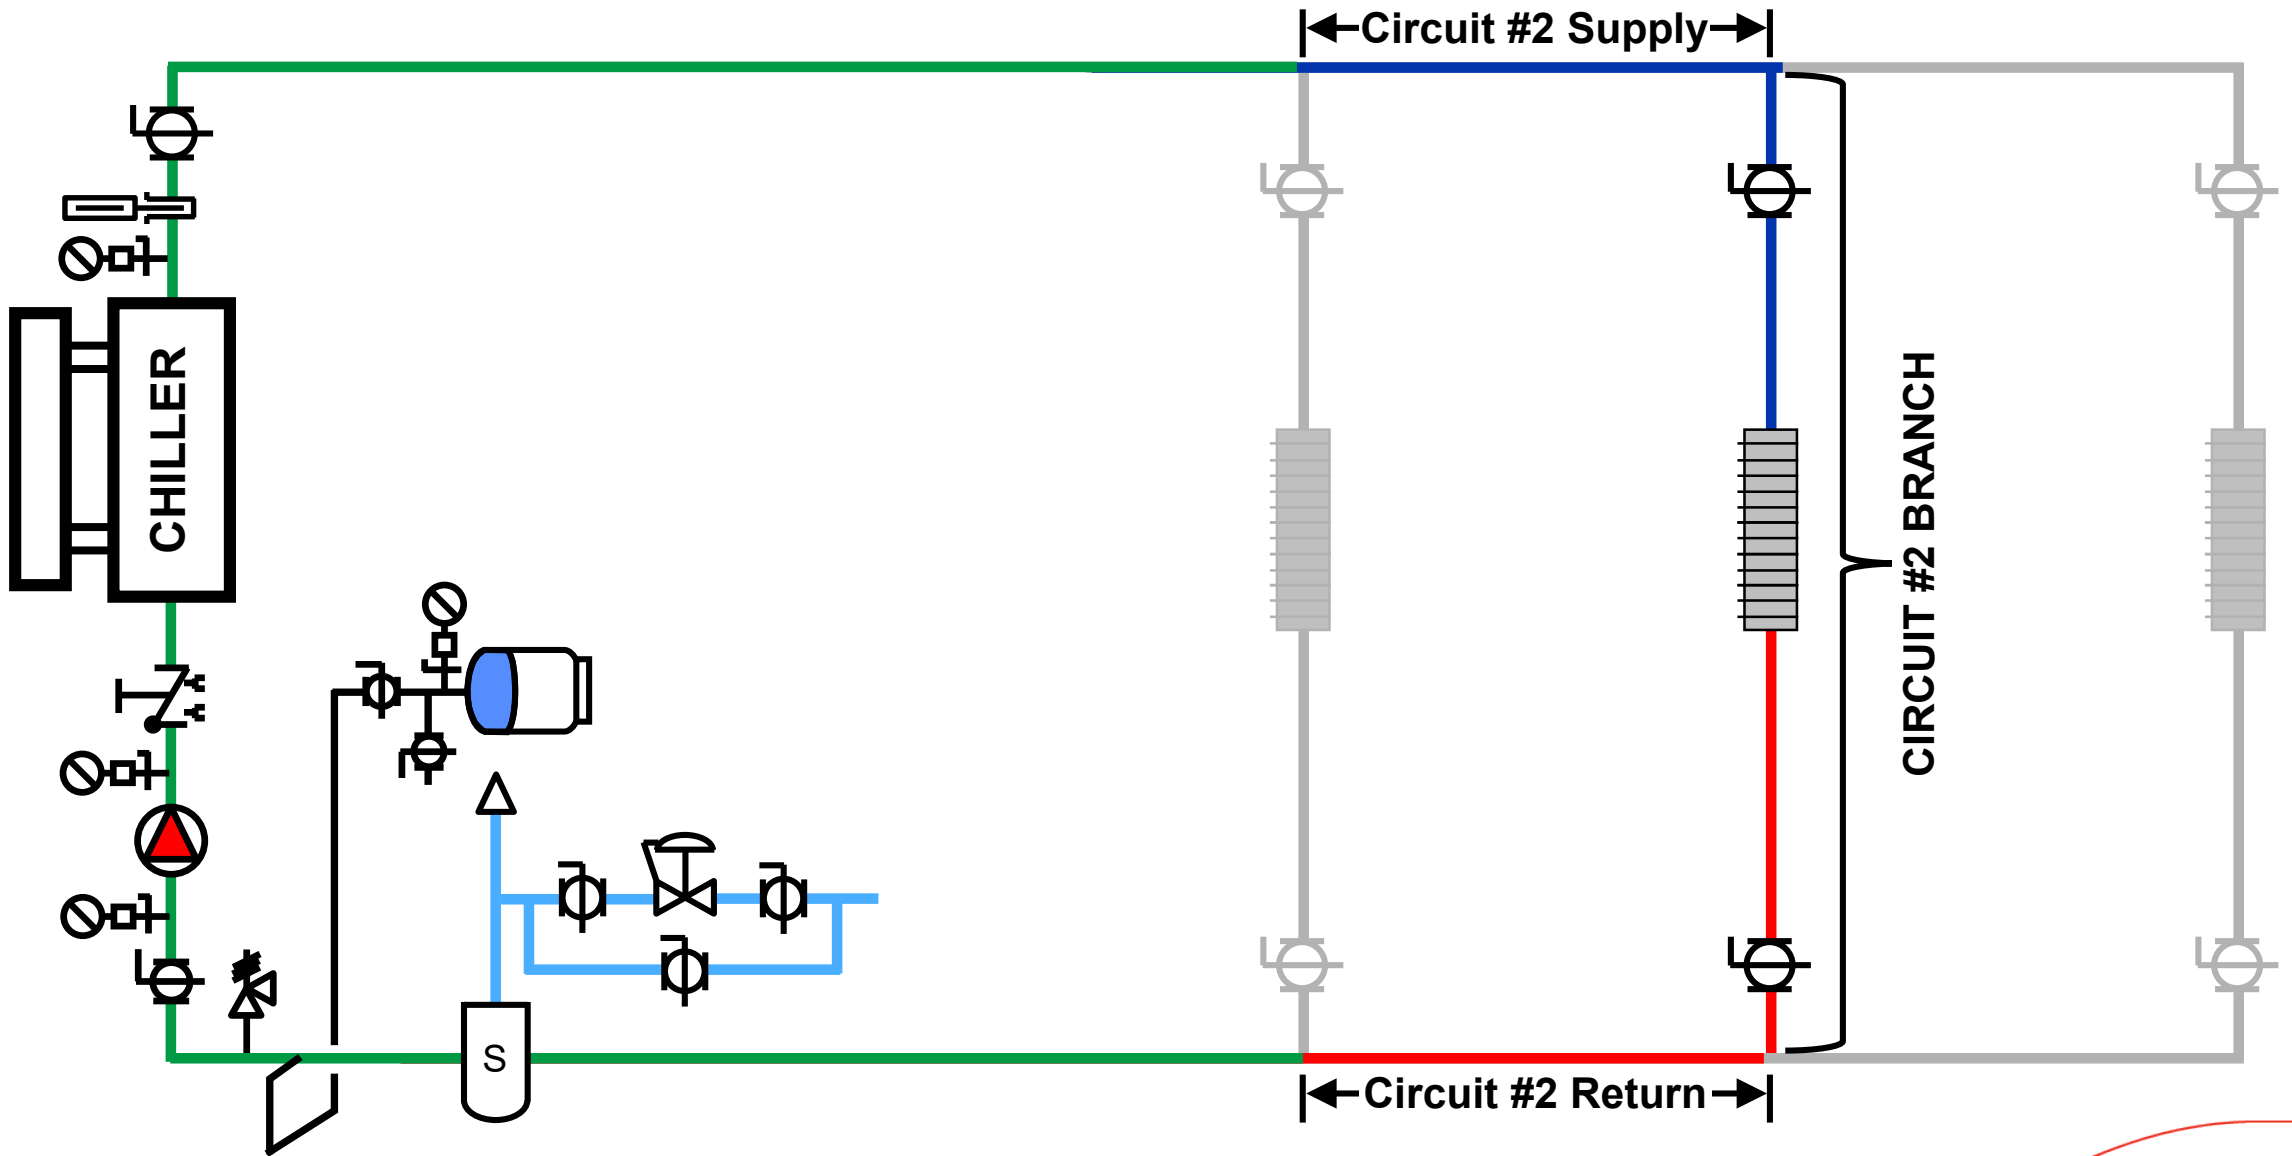 Circuit #2 Supply
CHILLER
CIRCUIT #2 BRANCH
S
Circuit #2 Return